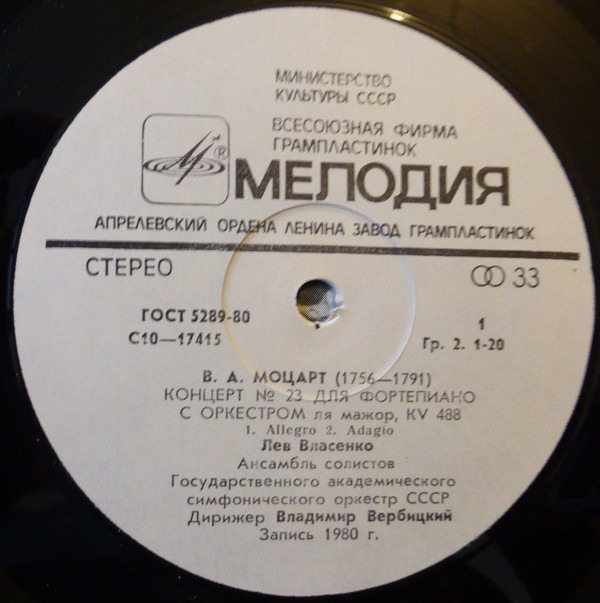 МИНИСТЕРСТВО
КУЛЬТУРЫ СССР
ВСЕСОЮЗНАЯ ФИРМА
ГРАМПЛАСТИНОК
® МЕЛОДИЯ
АПРЕЛЕВСКИЙ ОРДЕНА ЛЕНИНА ЗАВОД ГРАМПЛАСТИНОК
СТЕРЕО
33
ГОСТ 5289-80
С10—17415
1
Гр. 2. 1-20
В. А. МОЦАРТ (1756—1791)
КОНЦЕРТ № 23 ДЛЯ ФОРТЕПИАНО
С ОРКЕСТРОМ ля мажор, KV 488
1. Allegro 2. Adagio
Лев Власенко
Ансамбль солистов
Государственного академического
симфонического оркестр СССР
Дирижер Владимир Вербицкий
Запись 1980 г.